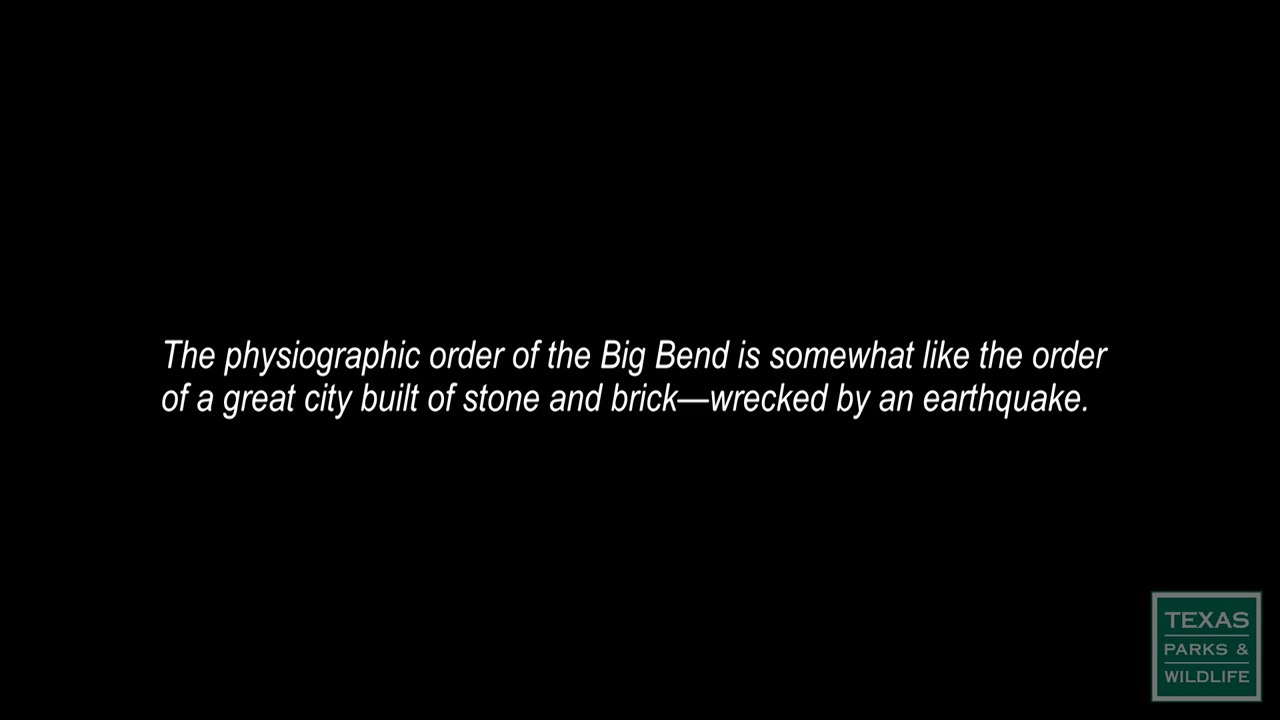 The physiographic order of the Big Bend is somewhat like the order
of a great city built of stone and brick—wrecked by an earthquake.
TEXAS
PARKS &
WILDLIFE